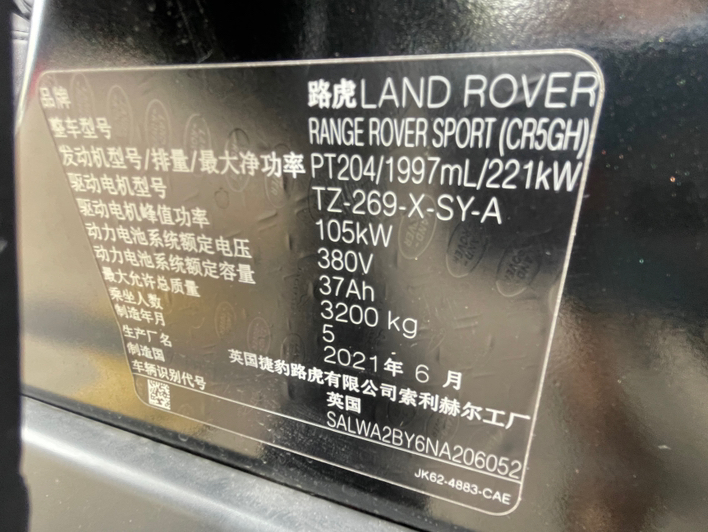 品牌 路虎LAND ROVER
整车型号 RANGE ROVER SPORT (CR5GH)
发动机型号/排量/最大净功率 PT204/1997mL/221kW
驱动电机型号 TZ-269-X-SY-A
驱动电机峰值功率 105kW
动力电池系统额定电压 380V
动力电池系统额定容量 37Ah
最大允许总质量 3200 kg
乘坐人数 5
制造年月 2021年 6 月
生产厂名 英国捷豹路虎有限公司索利赫尔工厂
制造国 英国
车辆识别代号 SALWA2BY6NA206052
JK62-4883-CAE